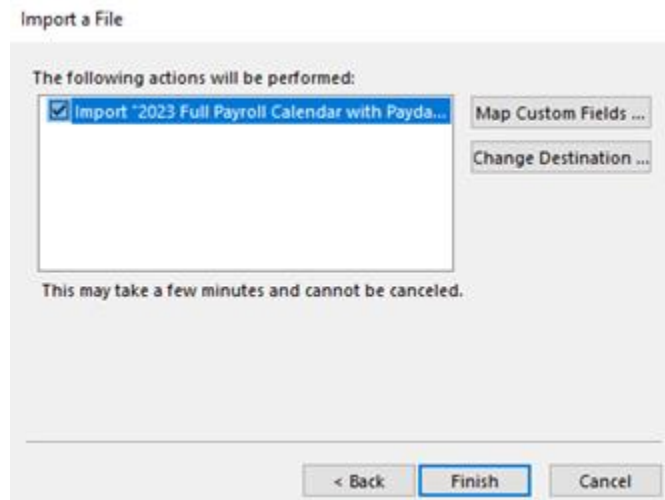 Import a File
The following actions will be performed:
Import "2023 Full Payroll Calendar with Payda...
Map Custom Fields ...
Change Destination ...
This may take a few minutes and cannot be canceled.
< Back
Finish
Cancel